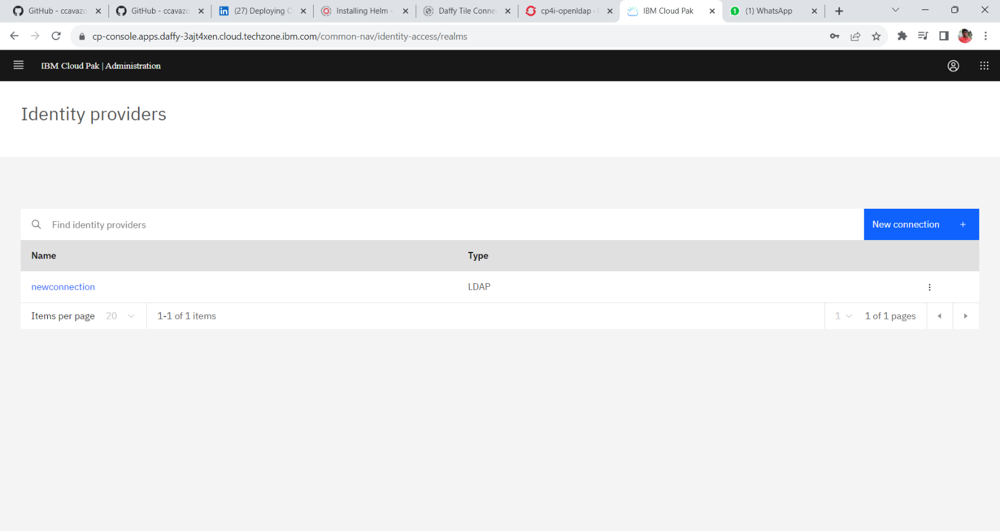 GitHub - ccavazo
GitHub - ccavazo
(27) Deploying O
Installing Helm -
Daffy Tile Conne
cp4i-openldap ·
IBM Cloud Pak
1 (1) WhatsApp
cp-console.apps.daffy-3ajt4xen.cloud.techzone.ibm.com/common-nav/identity-access/realms
IBM Cloud Pak | Administration
Identity providers
Find identity providers
New connection +
Name Type
newconnection LDAP
Items per page 20 1-1 of 1 items 1 1 of 1 pages